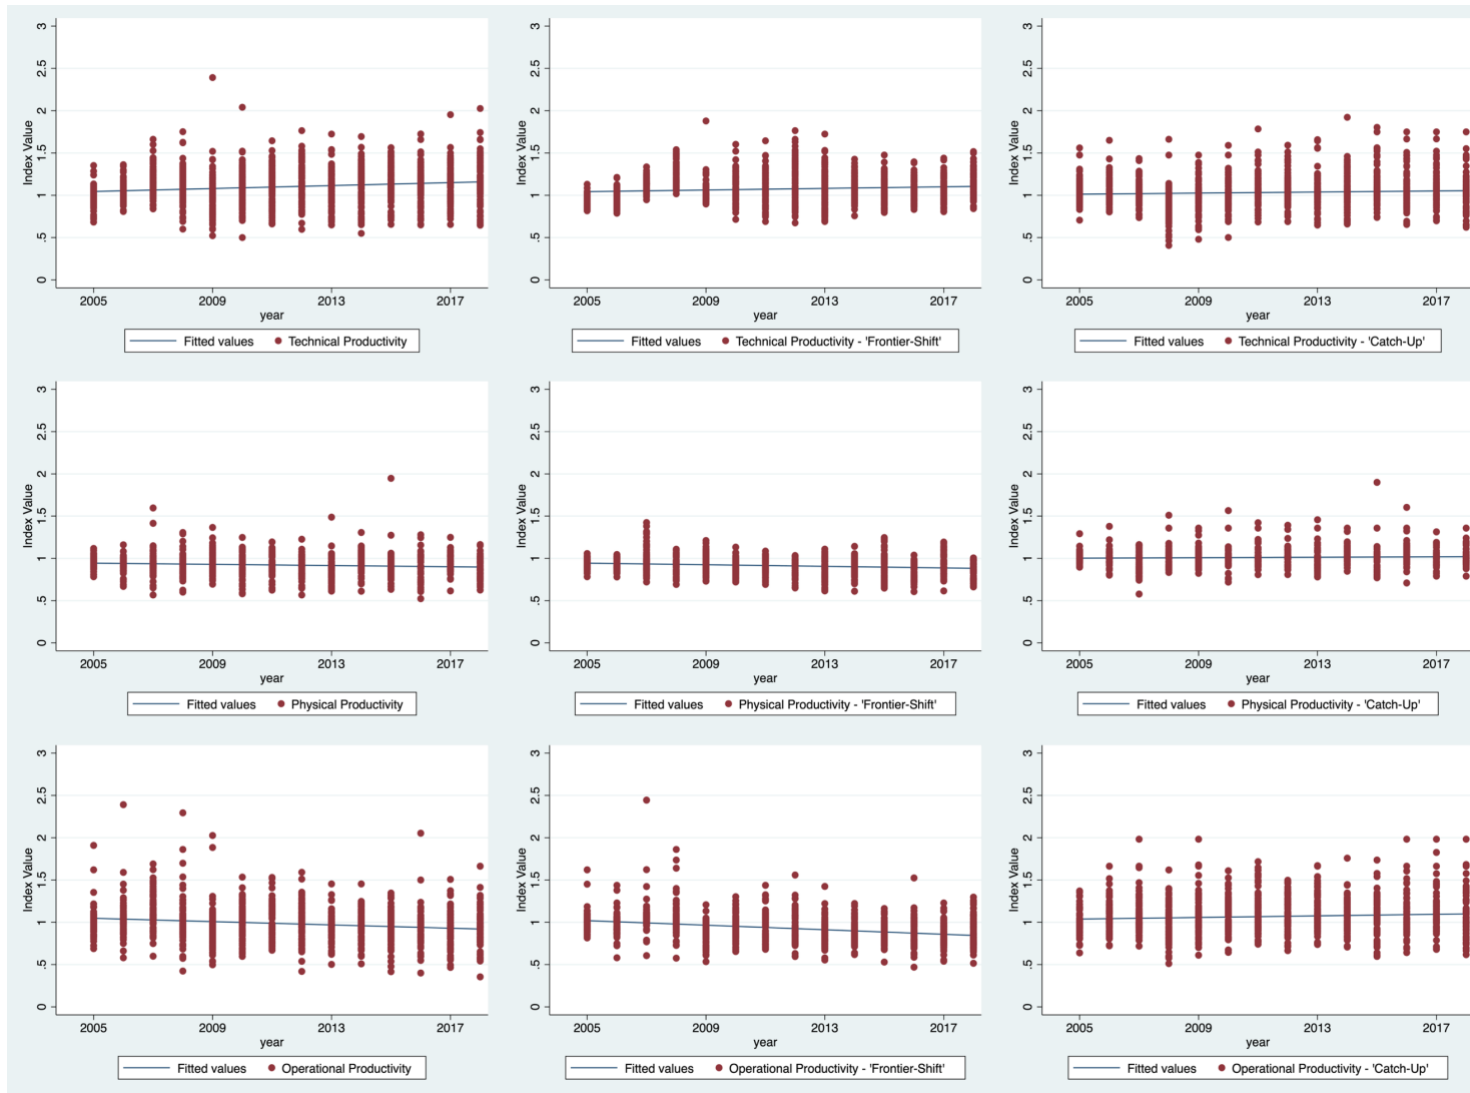 Index Value
3
2.5
2
1.5
1
.5
0
2005 2009 2013 2017
year
Fitted values Technical Productivity
Index Value
3
2.5
2
1.5
1
.5
0
2005 2009 2013 2017
year
Fitted values Technical Productivity - 'Frontier-Shift'
Index Value
3
2.5
2
1.5
1
.5
0
2005 2009 2013 2017
year
Fitted values Technical Productivity - 'Catch-Up'
Index Value
3
2.5
2
1.5
1
.5
0
2005 2009 2013 2017
year
Fitted values Physical Productivity
Index Value
3
2.5
2
1.5
1
.5
0
2005 2009 2013 2017
year
Fitted values Physical Productivity - 'Frontier-Shift'
Index Value
3
2.5
2
1.5
1
.5
0
2005 2009 2013 2017
year
Fitted values Physical Productivity - 'Catch-Up'
Index Value
3
2.5
2
1.5
1
.5
0
2005 2009 2013 2017
year
Fitted values Operational Productivity
Index Value
3
2.5
2
1.5
1
.5
0
2005 2009 2013 2017
year
Fitted values Operational Productivity - 'Frontier-Shift'
Index Value
3
2.5
2
1.5
1
.5
0
2005 2009 2013 2017
year
Fitted values Operational Productivity - 'Catch-Up'